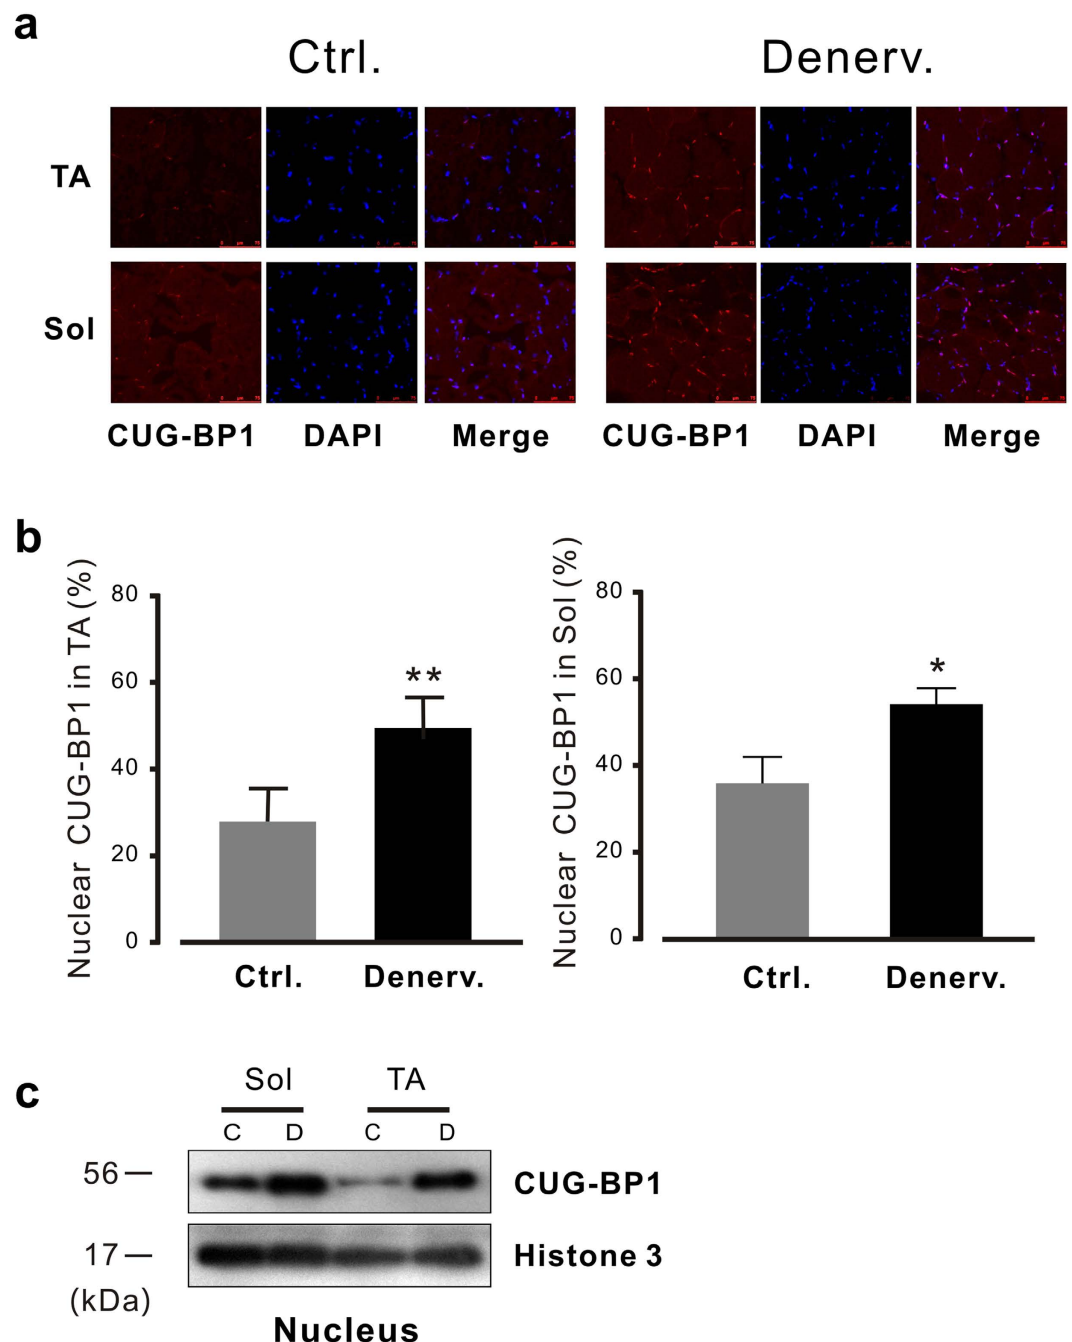 a
Ctrl. Denerv.
TA
Sol
CUG-BP1 DAPI Merge CUG-BP1 DAPI Merge
b
Nuclear CUG-BP1 in TA (%)
80
60
40
20
0
**
Ctrl. Denerv.
Nuclear CUG-BP1 in Sol (%)
80
60
40
20
0
*
Ctrl. Denerv.
c
Sol TA
C D C D
56 CUG-BP1
17 Histone 3
(kDa)
Nucleus